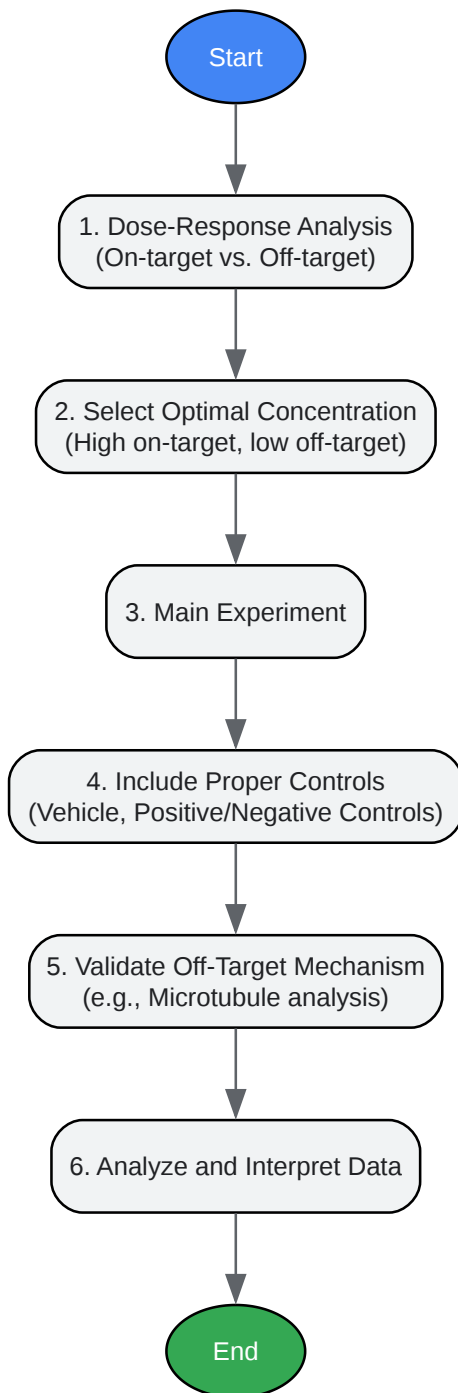 Start
1. Dose-Response Analysis
(On-target vs. Off-target)
2. Select Optimal Concentration
(High on-target, low off-target)
3. Main Experiment
4. Include Proper Controls
(Vehicle, Positive/Negative Controls)
5. Validate Off-Target Mechanism
(e.g., Microtubule analysis)
6. Analyze and Interpret Data
End